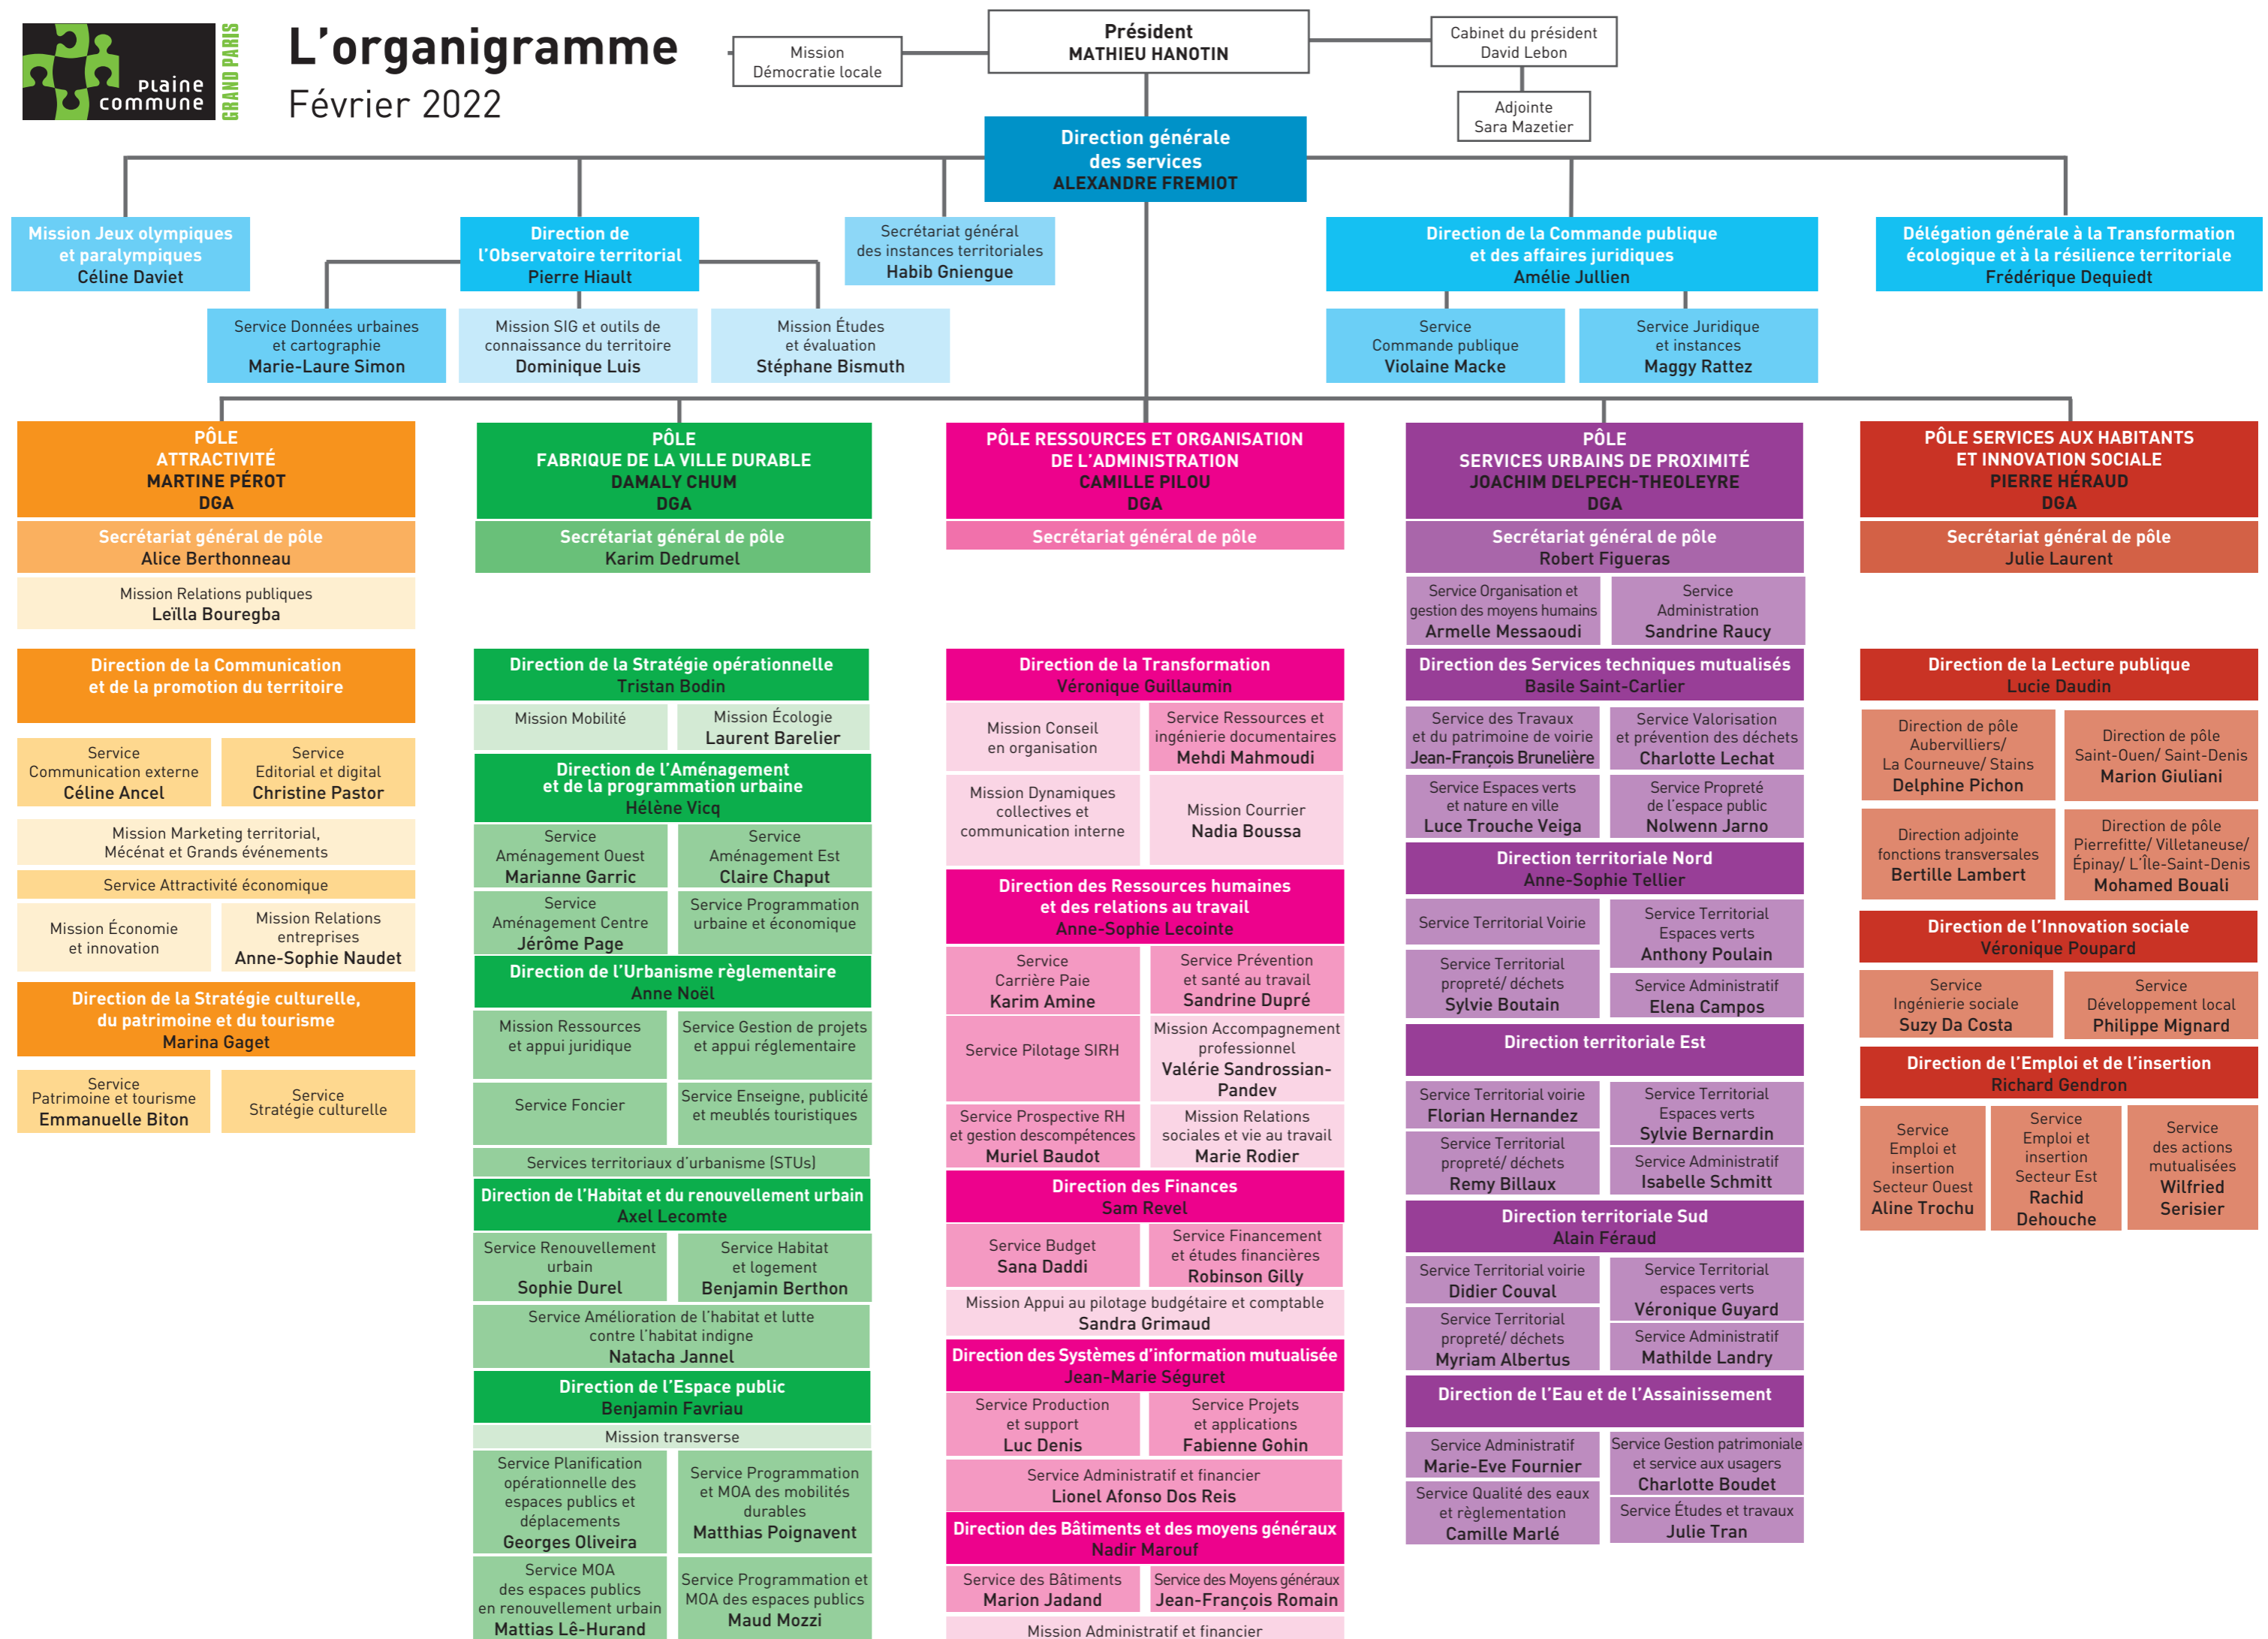 PLaine
commune
GRAND PARIS
L'organigramme
Février 2022
Mission
Démocratie locale
Président
MATHIEU HANOTIN
Cabinet du président
David Lebon
Adjointe
Sara Mazetier
Direction générale
des services
ALEXANDRE FREMIOT
Mission Jeux olympiques
et paralympiques
Céline Daviet
Direction de
l'Observatoire territorial
Pierre Hiault
Secrétariat général
des instances territoriales
Habib Gniengue
Direction de la Commande publique
et des affaires juridiques
Amélie Jullien
Délégation générale à la Transformation
écologique et à la résilience territoriale
Frédérique Dequiedt
Service Données urbaines
et cartographie
Marie-Laure Simon
Mission SIG et outils de
connaissance du territoire
Dominique Luis
Mission Études
et évaluation
Stéphane Bismuth
Service
Commande publique
Violaine Macke
Service Juridique
et instances
Maggy Rattez
PÔLE
ATTRACTIVITÉ
MARTINE PÉROT
DGA
Secrétariat général de pôle
Alice Berthonneau
Mission Relations publiques
Leïlla Bouregba
Direction de la Communication
et de la promotion du territoire
Service
Communication externe
Céline Ancel
Service
Editorial et digital
Christine Pastor
Mission Marketing territorial,
Mécénat et Grands événements
Service Attractivité économique
Mission Économie
et innovation
Mission Relations
entreprises
Anne-Sophie Naudet
Direction de la Stratégie culturelle,
du patrimoine et du tourisme
Marina Gaget
Service
Patrimoine et tourisme
Emmanuelle Biton
Service
Stratégie culturelle
PÔLE
FABRIQUE DE LA VILLE DURABLE
DAMALY CHUM
DGA
Secrétariat général de pôle
Karim Dedrumel
Direction de la Stratégie opérationnelle
Tristan Bodin
Mission Mobilité
Mission Écologie
Laurent Barelier
Direction de l'Aménagement
et de la programmation urbaine
Hélène Vicq
Service
Aménagement Ouest
Marianne Garric
Service
Aménagement Est
Claire Chaput
Service
Aménagement Centre
Jérôme Page
Service Programmation
urbaine et économique
Direction de l'Urbanisme règlementaire
Anne Noël
Mission Ressources
et appui juridique
Service Gestion de projets
et appui réglementaire
Service Foncier
Service Enseigne, publicité
et meublés touristiques
Services territoriaux d'urbanisme (STUs)
Direction de l'Habitat et du renouvellement urbain
Axel Lecomte
Service Renouvellement
urbain
Sophie Durel
Service Habitat
et logement
Benjamin Berthon
Service Amélioration de l'habitat et lutte
contre l'habitat indigne
Natacha Jannel
Direction de l'Espace public
Benjamin Favriau
Mission transverse
Service Planification
opérationnelle des
espaces publics et
déplacements
Georges Oliveira
Service Programmation
et MOA des mobilités
durables
Matthias Poignavent
Service MOA
des espaces publics
en renouvellement urbain
Mattias Lê-Hurand
Service Programmation et
MOA des espaces publics
Maud Mozzi
PÔLE RESSOURCES ET ORGANISATION
DE L'ADMINISTRATION
CAMILLE PILOU
DGA
Secrétariat général de pôle
Direction de la Transformation
Véronique Guillaumin
Mission Conseil
en organisation
Service Ressources et
ingénierie documentaires
Mehdi Mahmoudi
Mission Dynamiques
collectives et
communication interne
Mission Courrier
Nadia Boussa
Direction des Ressources humaines
et des relations au travail
Anne-Sophie Lecointe
Service
Carrière Paie
Karim Amine
Service Prévention
et santé au travail
Sandrine Dupré
Service Pilotage SIRH
Mission Accompagnement
professionnel
Valérie Sandrossian-
Pandev
Service Prospective RH
et gestion descompétences
Muriel Baudot
Mission Relations
sociales et vie au travail
Marie Rodier
Direction des Finances
Sam Revel
Service Budget
Sana Daddi
Service Financement
et études financières
Robinson Gilly
Mission Appui au pilotage budgétaire et comptable
Sandra Grimaud
Direction des Systèmes d'information mutualisée
Jean-Marie Séguret
Service Production
et support
Luc Denis
Service Projets
et applications
Fabienne Gohin
Service Administratif et financier
Lionel Afonso Dos Reis
Direction des Bâtiments et des moyens généraux
Nadir Marouf
Service des Bâtiments
Marion Jadand
Service des Moyens généraux
Jean-François Romain
Mission Administratif et financier
PÔLE
SERVICES URBAINS DE PROXIMITÉ
JOACHIM DELPECH-THEOLEYRE
DGA
Secrétariat général de pôle
Robert Figueras
Service Organisation et
gestion des moyens humains
Armelle Messaoudi
Service
Administration
Sandrine Raucy
Direction des Services techniques mutualisés
Basile Saint-Carlier
Service des Travaux
et du patrimoine de voirie
Jean-François Brunelière
Service Valorisation
et prévention des déchets
Charlotte Lechat
Service Espaces verts
et nature en ville
Luce Trouche Veiga
Service Propreté
de l'espace public
Nolwenn Jarno
Direction territoriale Nord
Anne-Sophie Tellier
Service Territorial Voirie
Service Territorial
Espaces verts
Anthony Poulain
Service Territorial
propreté/ déchets
Sylvie Boutain
Service Administratif
Elena Campos
Direction territoriale Est
Service Territorial voirie
Florian Hernandez
Service Territorial
Espaces verts
Sylvie Bernardin
Service Territorial
propreté/ déchets
Remy Billaux
Service Administratif
Isabelle Schmitt
Direction territoriale Sud
Alain Féraud
Service Territorial voirie
Didier Couval
Service Territorial
espaces verts
Véronique Guyard
Service Territorial
propreté/ déchets
Myriam Albertus
Service Administratif
Mathilde Landry
Direction de l'Eau et de l'Assainissement
Service Administratif
Marie-Eve Fournier
Service Gestion patrimoniale
et service aux usagers
Charlotte Boudet
Service Qualité des eaux
et règlementation
Camille Marlé
Service Études et travaux
Julie Tran
PÔLE SERVICES AUX HABITANTS
ET INNOVATION SOCIALE
PIERRE HÉRAUD
DGA
Secrétariat général de pôle
Julie Laurent
Direction de la Lecture publique
Lucie Daudin
Direction de pôle
Aubervilliers/
La Courneuve/ Stains
Delphine Pichon
Direction de pôle
Saint-Ouen/ Saint-Denis
Marion Giuliani
Direction adjointe
fonctions transversales
Bertille Lambert
Direction de pôle
Pierrefitte/ Villetaneuse/
Épinay/ L'Île-Saint-Denis
Mohamed Bouali
Direction de l'Innovation sociale
Véronique Poupard
Service
Ingénierie sociale
Suzy Da Costa
Service
Développement local
Philippe Mignard
Direction de l'Emploi et de l'insertion
Richard Gendron
Service
Emploi et
insertion
Secteur Ouest
Aline Trochu
Service
Emploi et
insertion
Secteur Est
Rachid
Dehouche
Service
des actions
mutualisées
Wilfried
Serisier